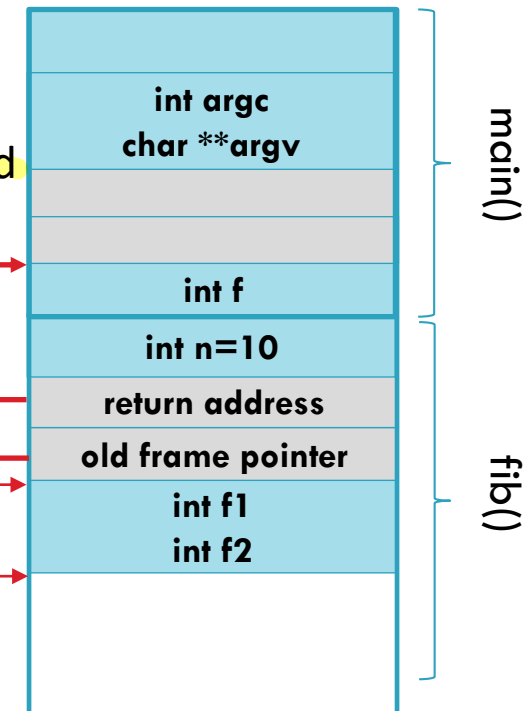 int argc
char **argv
d
int f
int n=10
return address
old frame pointer
int f1
int f2
main()
fib()